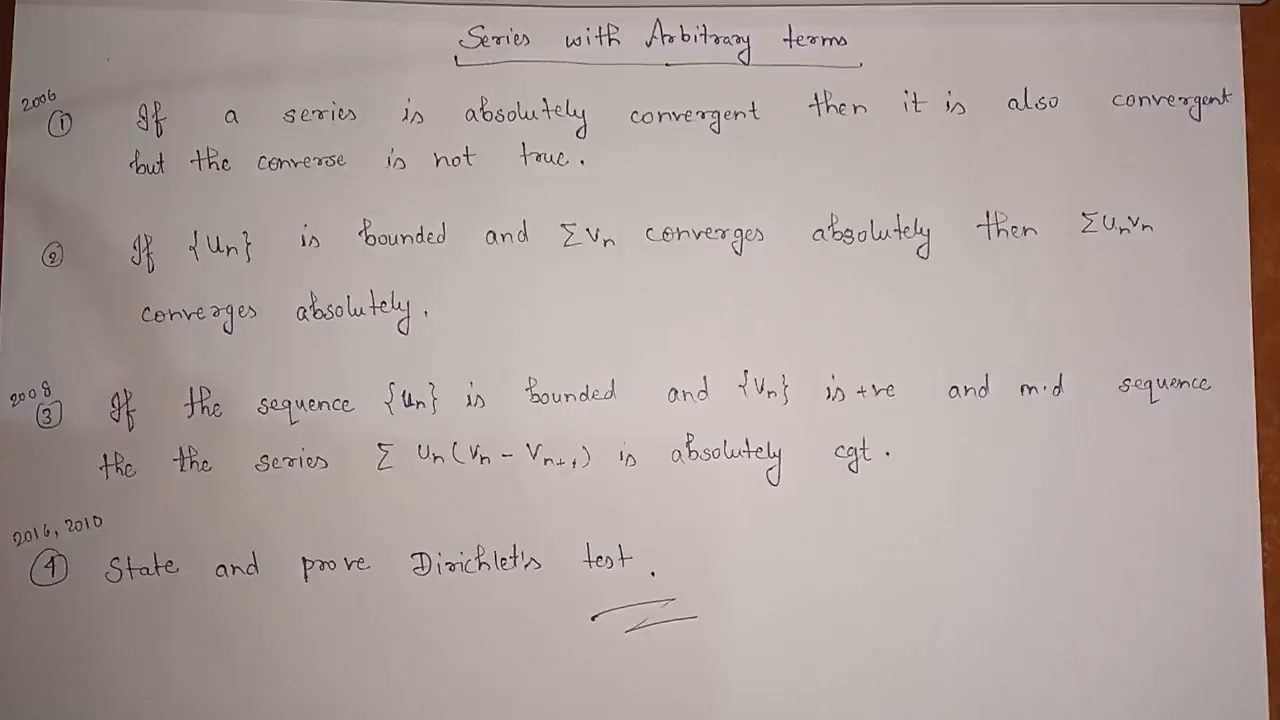 Series with Arbitrary terms
2006
① If a series is absolutely convergent then it is also convergent
but the converse is not true.
② If {un} is bounded and Σvn converges absolutely then Σunvn
converges absolutely.
2008
③ If the sequence {un} is bounded and {vn} is +ve and m.d sequence
the the series Σ un(vn - vn+1) is absolutely cgt.
2016, 2010
④ State and prove Dirichlet's test.